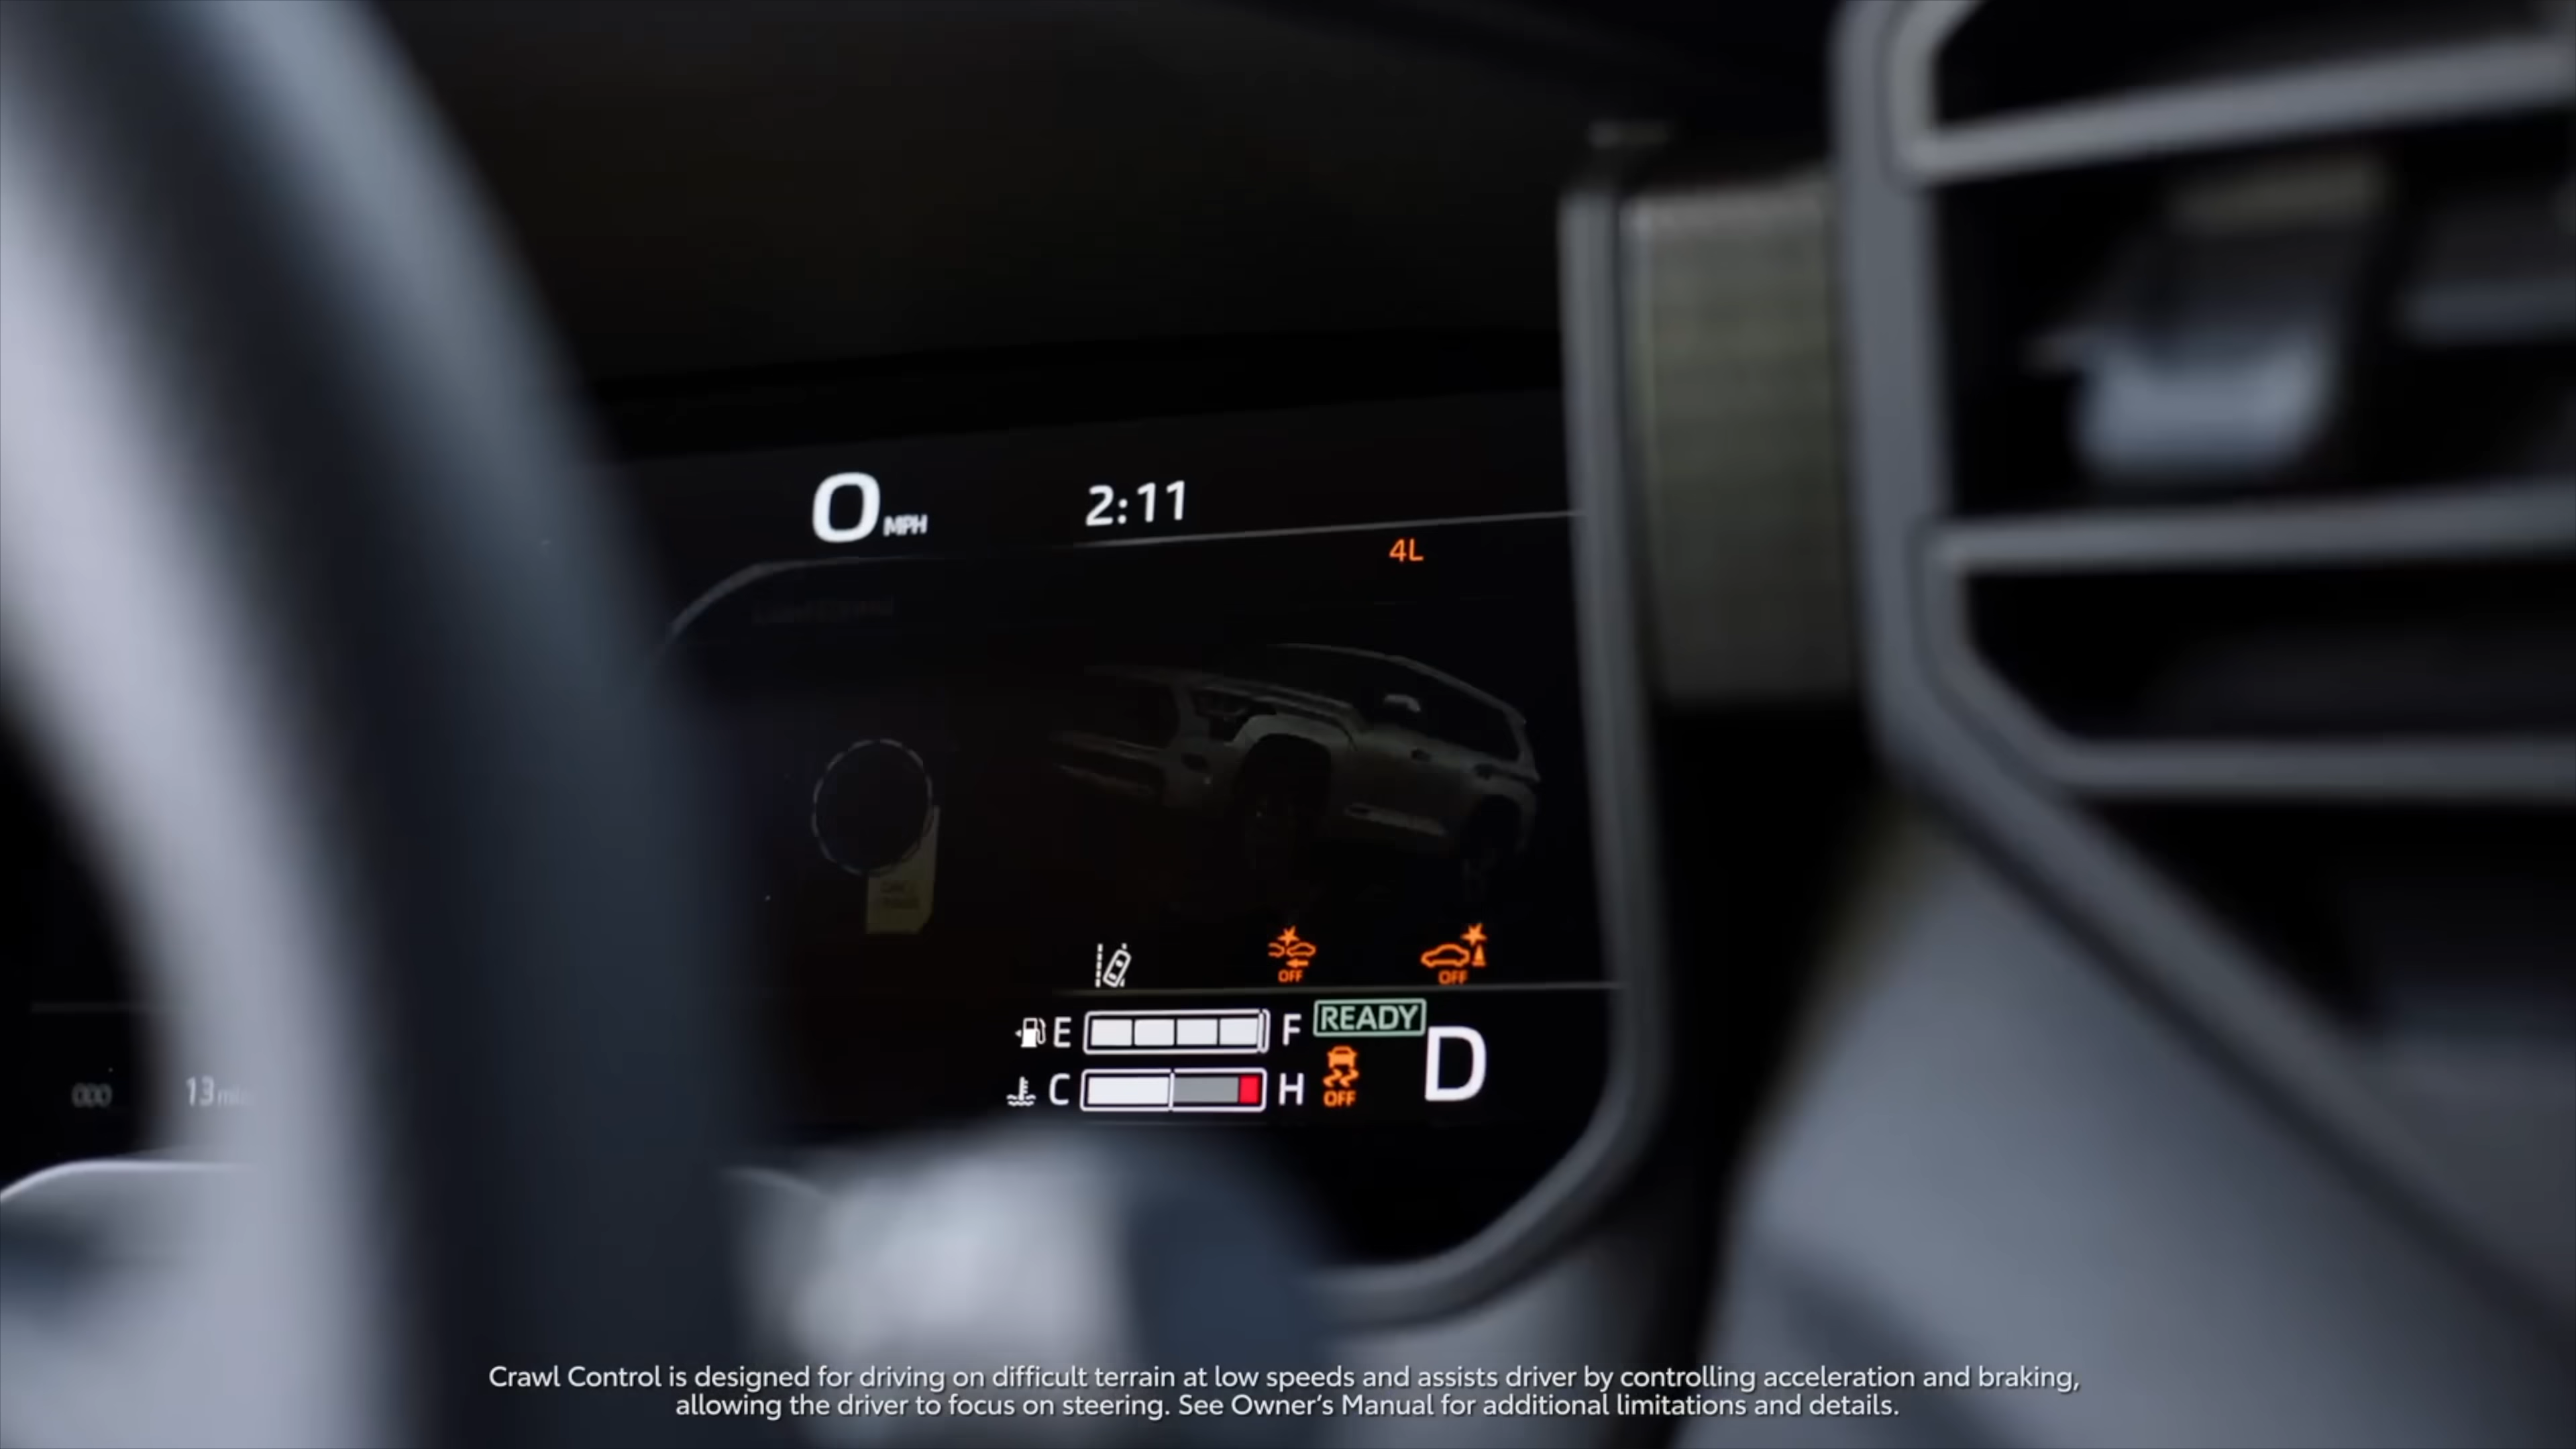 0 MPH
2:11
4L
OFF
OFF
E
F
READY
C
H
OFF
D
000
13
Crawl Control is designed for driving on difficult terrain at low speeds and assists driver by controlling acceleration and braking,
allowing the driver to focus on steering. See Owner's Manual for additional limitations and details.